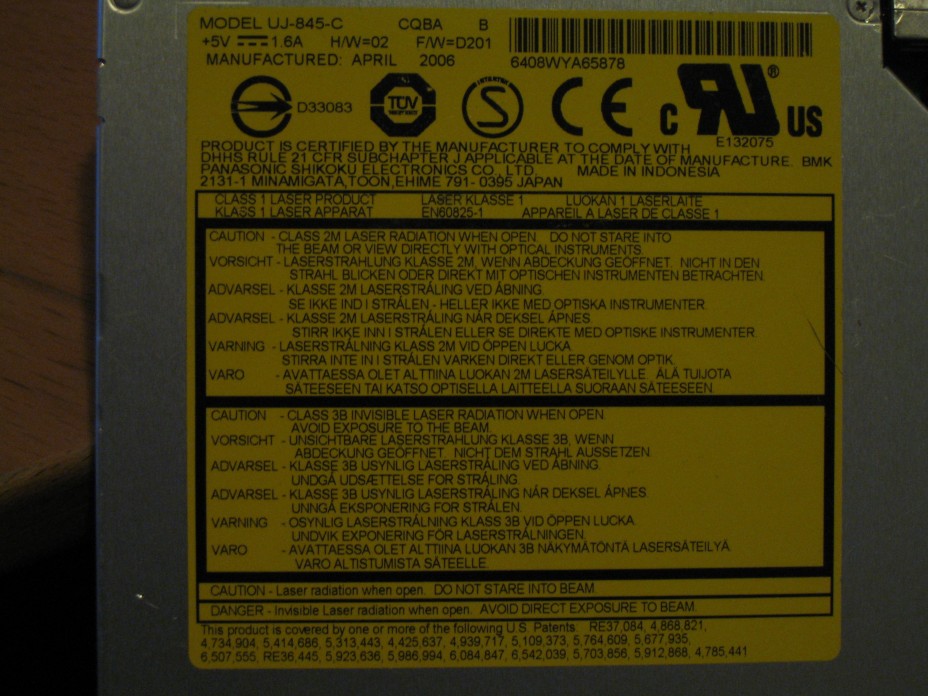 MODEL UJ-845-C CQBA B
+5V ⎓ 1.6A H/W=02 F/W=D201
MANUFACTURED: APRIL 2006 6408WYA65878
D33083 TÜV S CE c RU ® US
E132075
PRODUCT IS CERTIFIED BY THE MANUFACTURER TO COMPLY WITH
DHHS RULE 21 CFR SUBCHAPTER J APPLICABLE AT THE DATE OF MANUFACTURE. BMK
PANASONIC SHIKOKU ELECTRONICS CO., LTD. MADE IN INDONESIA
2131-1 MINAMIGATA,TOON,EHIME 791- 0395 JAPAN
CLASS 1 LASER PRODUCT LASER KLASSE 1 LUOKAN 1 LASERLAITE
KLASS 1 LASER APPARAT EN60825-1 APPAREIL A LASER DE CLASSE 1
CAUTION - CLASS 2M LASER RADIATION WHEN OPEN. DO NOT STARE INTO
THE BEAM OR VIEW DIRECTLY WITH OPTICAL INSTRUMENTS.
VORSICHT - LASERSTRAHLUNG KLASSE 2M, WENN ABDECKUNG GEÖFFNET. NICHT IN DEN
STRAHL BLICKEN ODER DIREKT MIT OPTISCHEN INSTRUMENTEN BETRACHTEN.
ADVARSEL - KLASSE 2M LASERSTRÅLING VED ÅBNING.
SE IKKE IND I STRÅLEN - HELLER IKKE MED OPTISKA INSTRUMENTER.
ADVARSEL - KLASSE 2M LASERSTRÅLING NÅR DEKSEL ÅPNES.
STIRR IKKE INN I STRÅLEN ELLER SE DIREKTE MED OPTISKE INSTRUMENTER.
VARNING - LASERSTRÅLNING KLASS 2M VID ÖPPEN LUCKA.
STIRRA INTE IN I STRÅLEN VARKEN DIREKT ELLER GENOM OPTIK.
VARO - AVATTAESSA OLET ALTTIINA LUOKAN 2M LASERSÄTEILYLLE. ÄLÄ TUIJOTA
SÄTEESEEN TAI KATSO OPTISELLA LAITTEELLA SUORAAN SÄTEESEEN.
CAUTION - CLASS 3B INVISIBLE LASER RADIATION WHEN OPEN.
AVOID EXPOSURE TO THE BEAM.
VORSICHT - UNSICHTBARE LASERSTRAHLUNG KLASSE 3B, WENN
ABDECKUNG GEÖFFNET. NICHT DEM STRAHL AUSSETZEN.
ADVARSEL - KLASSE 3B USYNLIG LASERSTRÅLING VED ÅBNING.
UNDGÅ UDSÆTTELSE FOR STRÅLING.
ADVARSEL - KLASSE 3B USYNLIG LASERSTRÅLING NÅR DEKSEL ÅPNES.
UNNGÅ EKSPONERING FOR STRÅLEN.
VARNING - OSYNLIG LASERSTRÅLNING KLASS 3B VID ÖPPEN LUCKA.
UNDVIK EXPONERING FÖR LASERSTRÅLNINGEN.
VARO - AVATTAESSA OLET ALTTIINA LUOKAN 3B NÄKYMÄTÖNTÄ LASERSÄTEILYÄ.
VARO ALTISTUMISTA SÄTEELLE.
CAUTION - Laser radiation when open. DO NOT STARE INTO BEAM.
DANGER - Invisible Laser radiation when open. AVOID DIRECT EXPOSURE TO BEAM.
This product is covered by one or more of the following U.S. Patents: RE37,084, 4,868,821,
4,734,904, 5,414,686, 5,313,443, 4,425,637, 4,939,717, 5,109,373, 5,764,609, 5,677,935,
6,507,555, RE36,445, 5,923,636, 5,986,994, 6,084,847, 6,542,039, 5,703,856, 5,912,868, 4,785,441